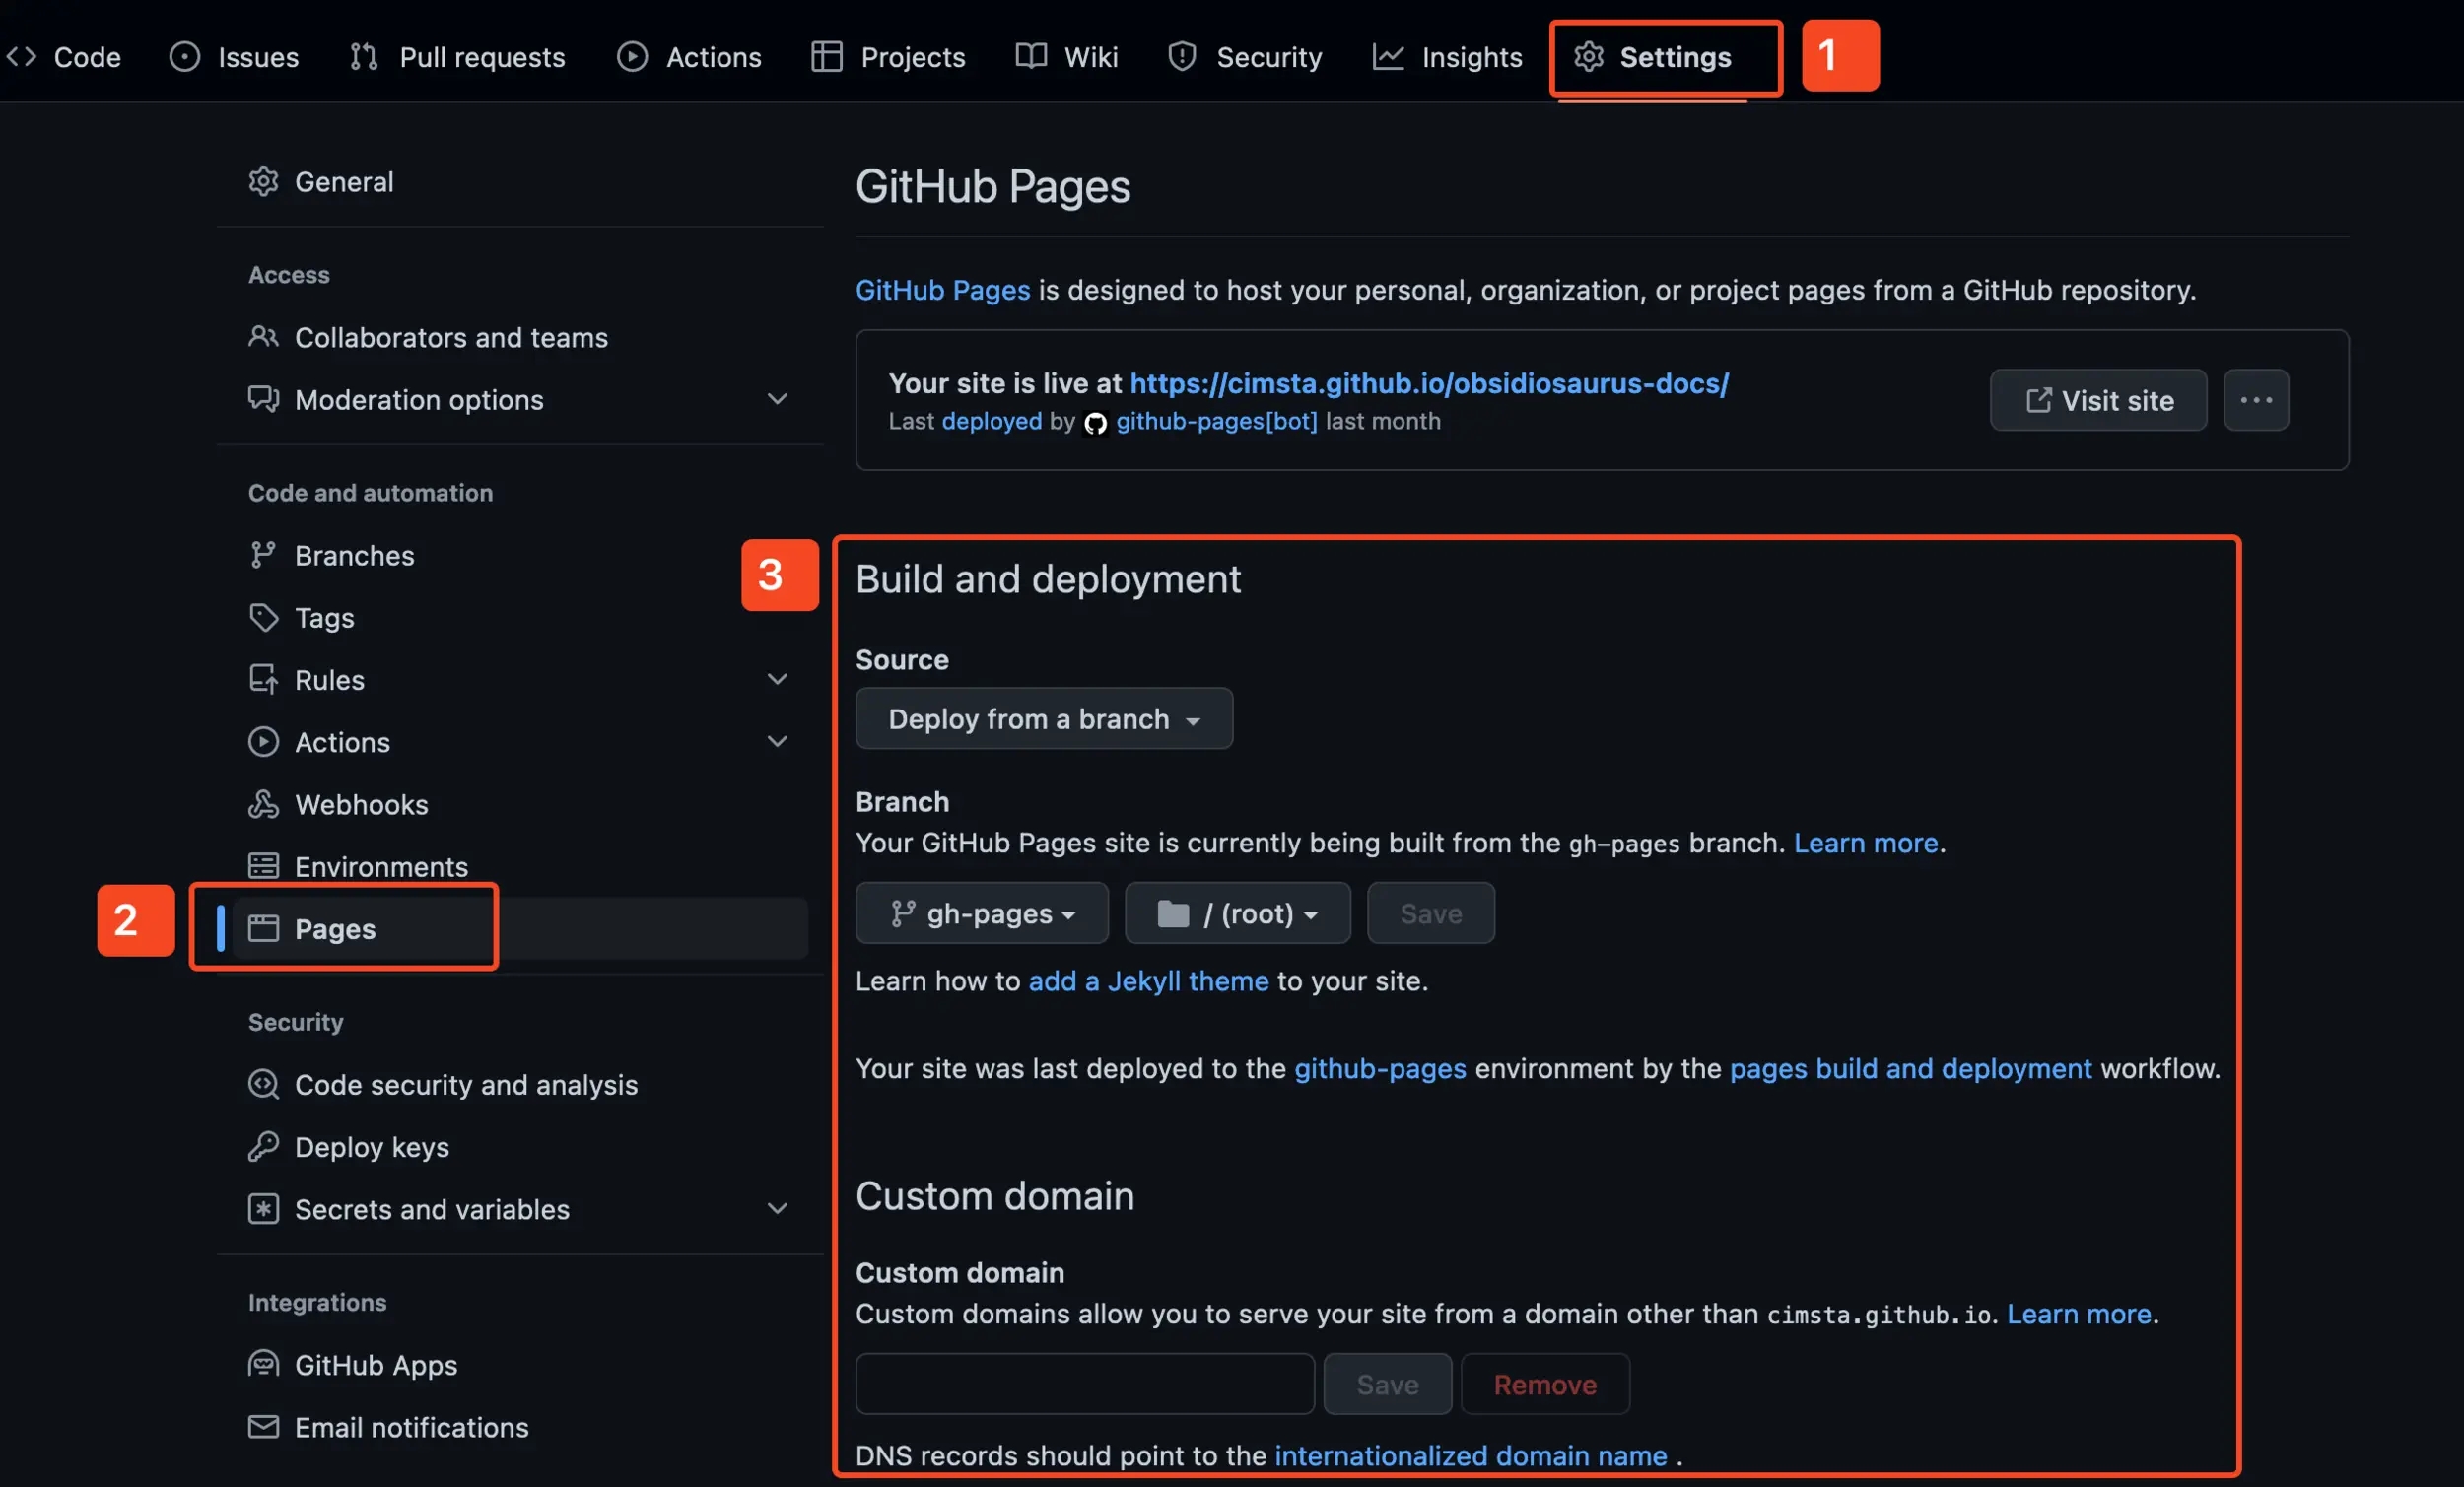 Code Issues Pull requests Actions Projects Wiki Security Insights Settings 1
General
Access
Collaborators and teams
Moderation options
Code and automation
Branches
Tags
Rules
Actions
Webhooks
Environments
2 Pages
Security
Code security and analysis
Deploy keys
Secrets and variables
Integrations
GitHub Apps
Email notifications
GitHub Pages
GitHub Pages is designed to host your personal, organization, or project pages from a GitHub repository.
Your site is live at https://cimsta.github.io/obsidiosaurus-docs/
Last deployed by github-pages[bot] last month
Visit site
3
Build and deployment
Source
Deploy from a branch
Branch
Your GitHub Pages site is currently being built from the gh-pages branch. Learn more.
gh-pages / (root) Save
Learn how to add a Jekyll theme to your site.
Your site was last deployed to the github-pages environment by the pages build and deployment workflow.
Custom domain
Custom domain
Custom domains allow you to serve your site from a domain other than cimsta.github.io. Learn more.
Save Remove
DNS records should point to the internationalized domain name .